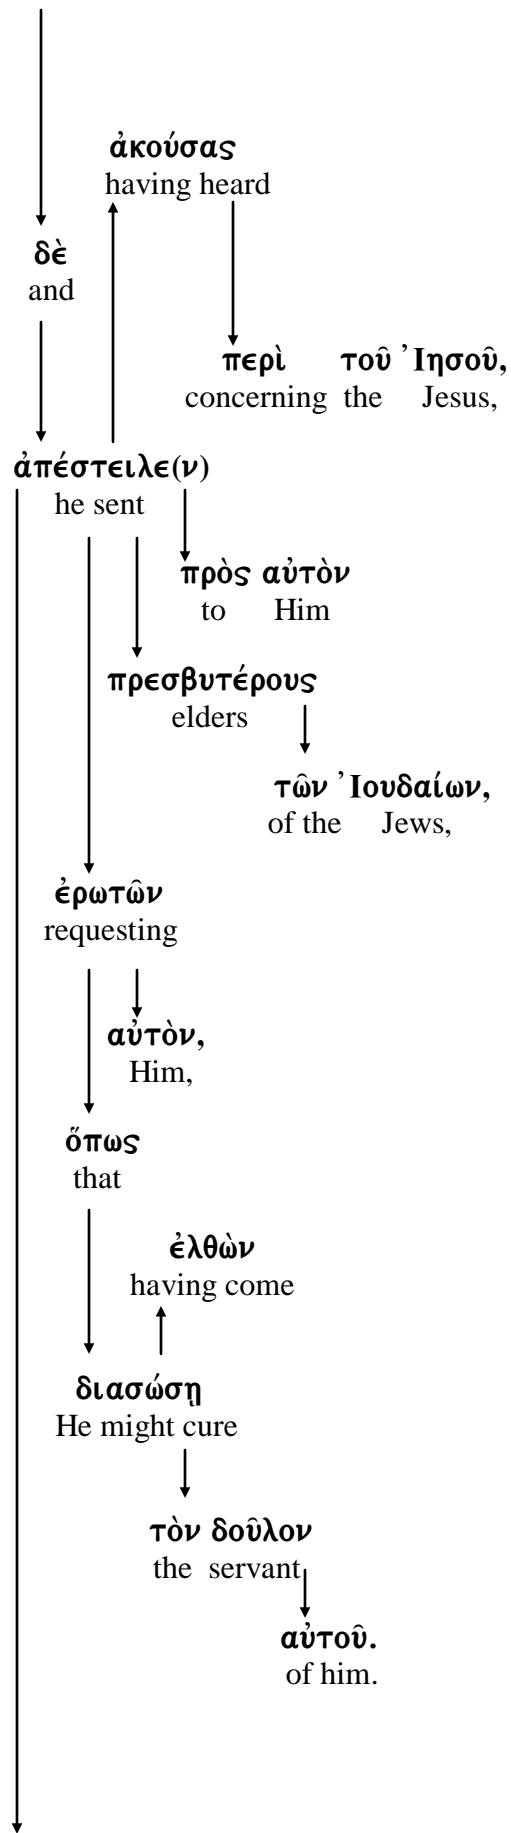 ἀκούσας
having heard
δὲ
and
περὶ τοῦ Ἰησοῦ,
concerning the Jesus,
ἀπέστειλε(ν)
he sent
πρὸς αὐτὸν
to Him
πρεσβυτέρους
elders
τῶν Ἰουδαίων,
of the Jews,
ἐρωτῶν
requesting
αὐτὸν,
Him,
ὅπως
that
ἐλθὼν
having come
διασώσῃ
He might cure
τὸν δοῦλον
the servant
αὐτοῦ.
of him.